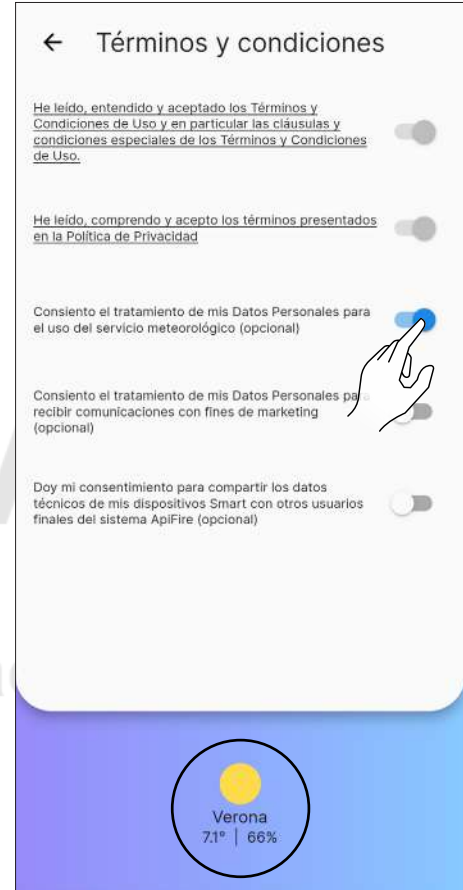 Términos y condiciones
He leído, entendido y aceptado los Términos y
Condiciones de Uso y en particular las cláusulas y
condiciones especiales de los Términos y Condiciones
de Uso.
He leído, comprendo y acepto los términos presentados
en la Política de Privacidad
Consiento el tratamiento de mis Datos Personales para
el uso del servicio meteorológico (opcional)
Consiento el tratamiento de mis Datos Personales para
recibir comunicaciones con fines de marketing
(opcional)
Doy mi consentimiento para compartir los datos
técnicos de mis dispositivos Smart con otros usuarios
finales del sistema ApiFire (opcional)
Verona
7.1° | 66%